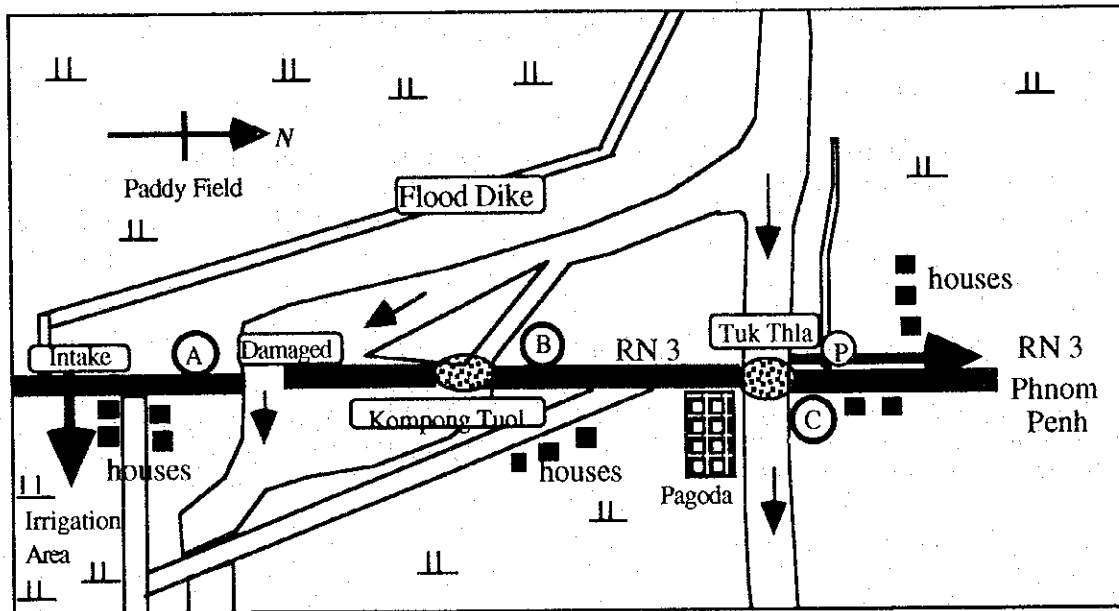 N
Paddy Field
Flood Dike
houses
Intake
A
Damaged
B
RN 3
Tuk Thla
P
RN 3
Phnom
Penh
Kompong Tuol
C
houses
houses
Pagoda
Irrigation
Area